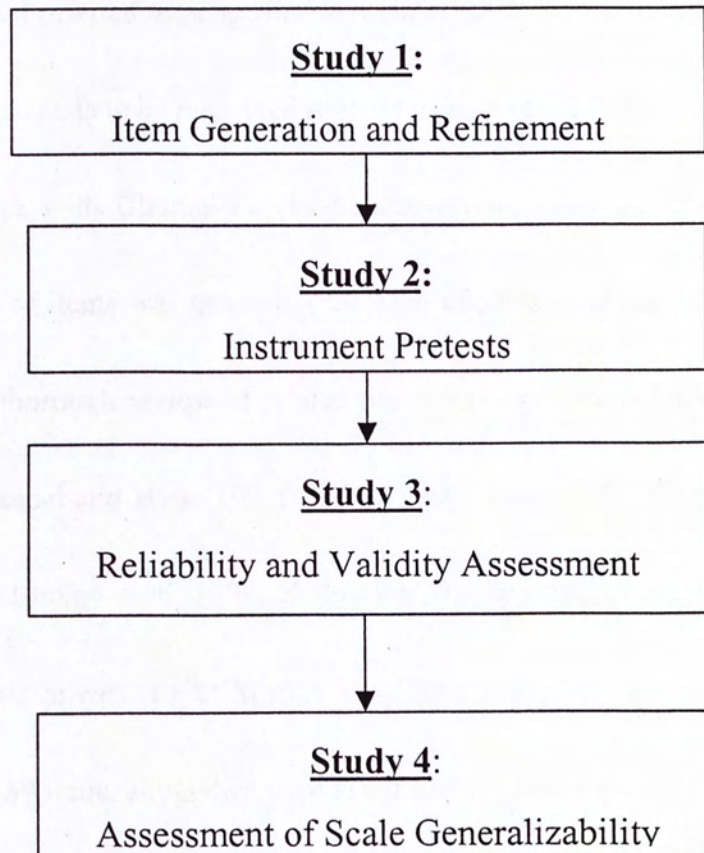 Study 1:
Item Generation and Refinement
Study 2:
Instrument Pretests
Study 3:
Reliability and Validity Assessment
Study 4:
Assessment of Scale Generalizability